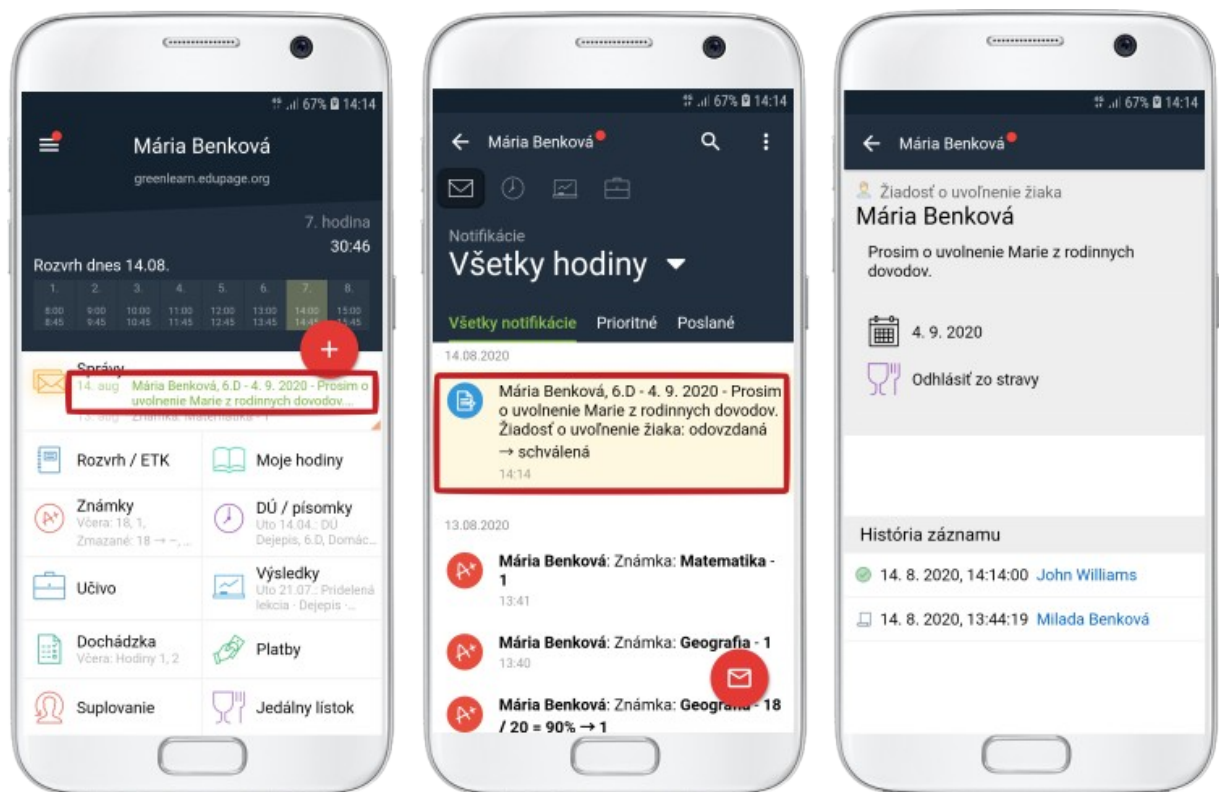 67% 14:14
Mária Benková
greenlearn.edupage.org
7. hodina
30:46
Rozvrh dnes 14.08.
1. 2. 3. 4. 5. 6. 7. 8.
8:00 9:00 10:00 11:00 12:00 13:00 14:00 15:00
8:45 9:45 10:45 11:45 12:45 13:45 14:45 15:45
+
Správy
14. aug Mária Benková, 6.D - 4. 9. 2020 - Prosim o
uvolnenie Marie z rodinnych dovodov....
13. aug Známka: Matematika - 1
Rozvrh / ETK
Moje hodiny
Známky
Včera: 18, 1,
Zmazané: 18 → –, ...
DÚ / písomky
Uto 14.04.: DÚ
Dejepis, 6.D, Domác...
Učivo
Výsledky
Uto 21.07.: Pridelená
lekcia · Dejepis ·...
Dochádzka
Včera: Hodiny 1, 2
Platby
Suplovanie
Jedálny lístok
67% 14:14
Mária Benková
Notifikácie
Všetky hodiny
Všetky notifikácie Prioritné Poslané
14.08.2020
Mária Benková, 6.D - 4. 9. 2020 - Prosim
o uvolnenie Marie z rodinnych dovodov.
Žiadosť o uvoľnenie žiaka: odovzdaná
→ schválená
14:14
13.08.2020
A+
Mária Benková: Známka: Matematika -
1
13:41
A+
Mária Benková: Známka: Geografia - 1
13:40
A+
Mária Benková: Známka: Geografia - 18
/ 20 = 90% → 1
67% 14:14
Mária Benková
Žiadosť o uvoľnenie žiaka
Mária Benková
Prosim o uvolnenie Marie z rodinnych
dovodov.
4. 9. 2020
Odhlásiť zo stravy
História záznamu
14. 8. 2020, 14:14:00 John Williams
14. 8. 2020, 13:44:19 Milada Benková